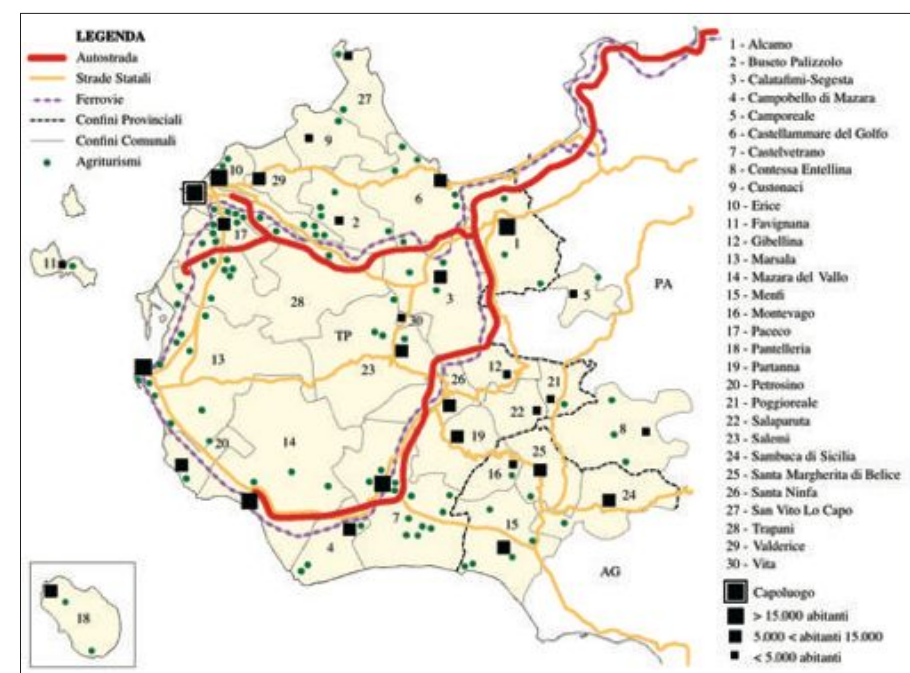 LEGENDA
Autostrada
Strade Statali
Ferrovie
Confini Provinciali
Confini Comunali
Agriturismi
27
9
10
29
6
17
2
1
11
3
5
PA
28
30
TP
13
23
12
26
21
22
8
20
14
19
25
16
24
7
15
4
AG
18
1 - Alcamo
2 - Buseto Palizzolo
3 - Calatafimi-Segesta
4 - Campobello di Mazara
5 - Camporeale
6 - Castellammare del Golfo
7 - Castelvetrano
8 - Contessa Entellina
9 - Custonaci
10 - Erice
11 - Favignana
12 - Gibellina
13 - Marsala
14 - Mazara del Vallo
15 - Menfi
16 - Montevago
17 - Paceco
18 - Pantelleria
19 - Partanna
20 - Petrosino
21 - Poggioreale
22 - Salaparuta
23 - Salemi
24 - Sambuca di Sicilia
25 - Santa Margherita di Belice
26 - Santa Ninfa
27 - San Vito Lo Capo
28 - Trapani
29 - Valderice
30 - Vita
Capoluogo
> 15.000 abitanti
5.000 < abitanti 15.000
< 5.000 abitanti